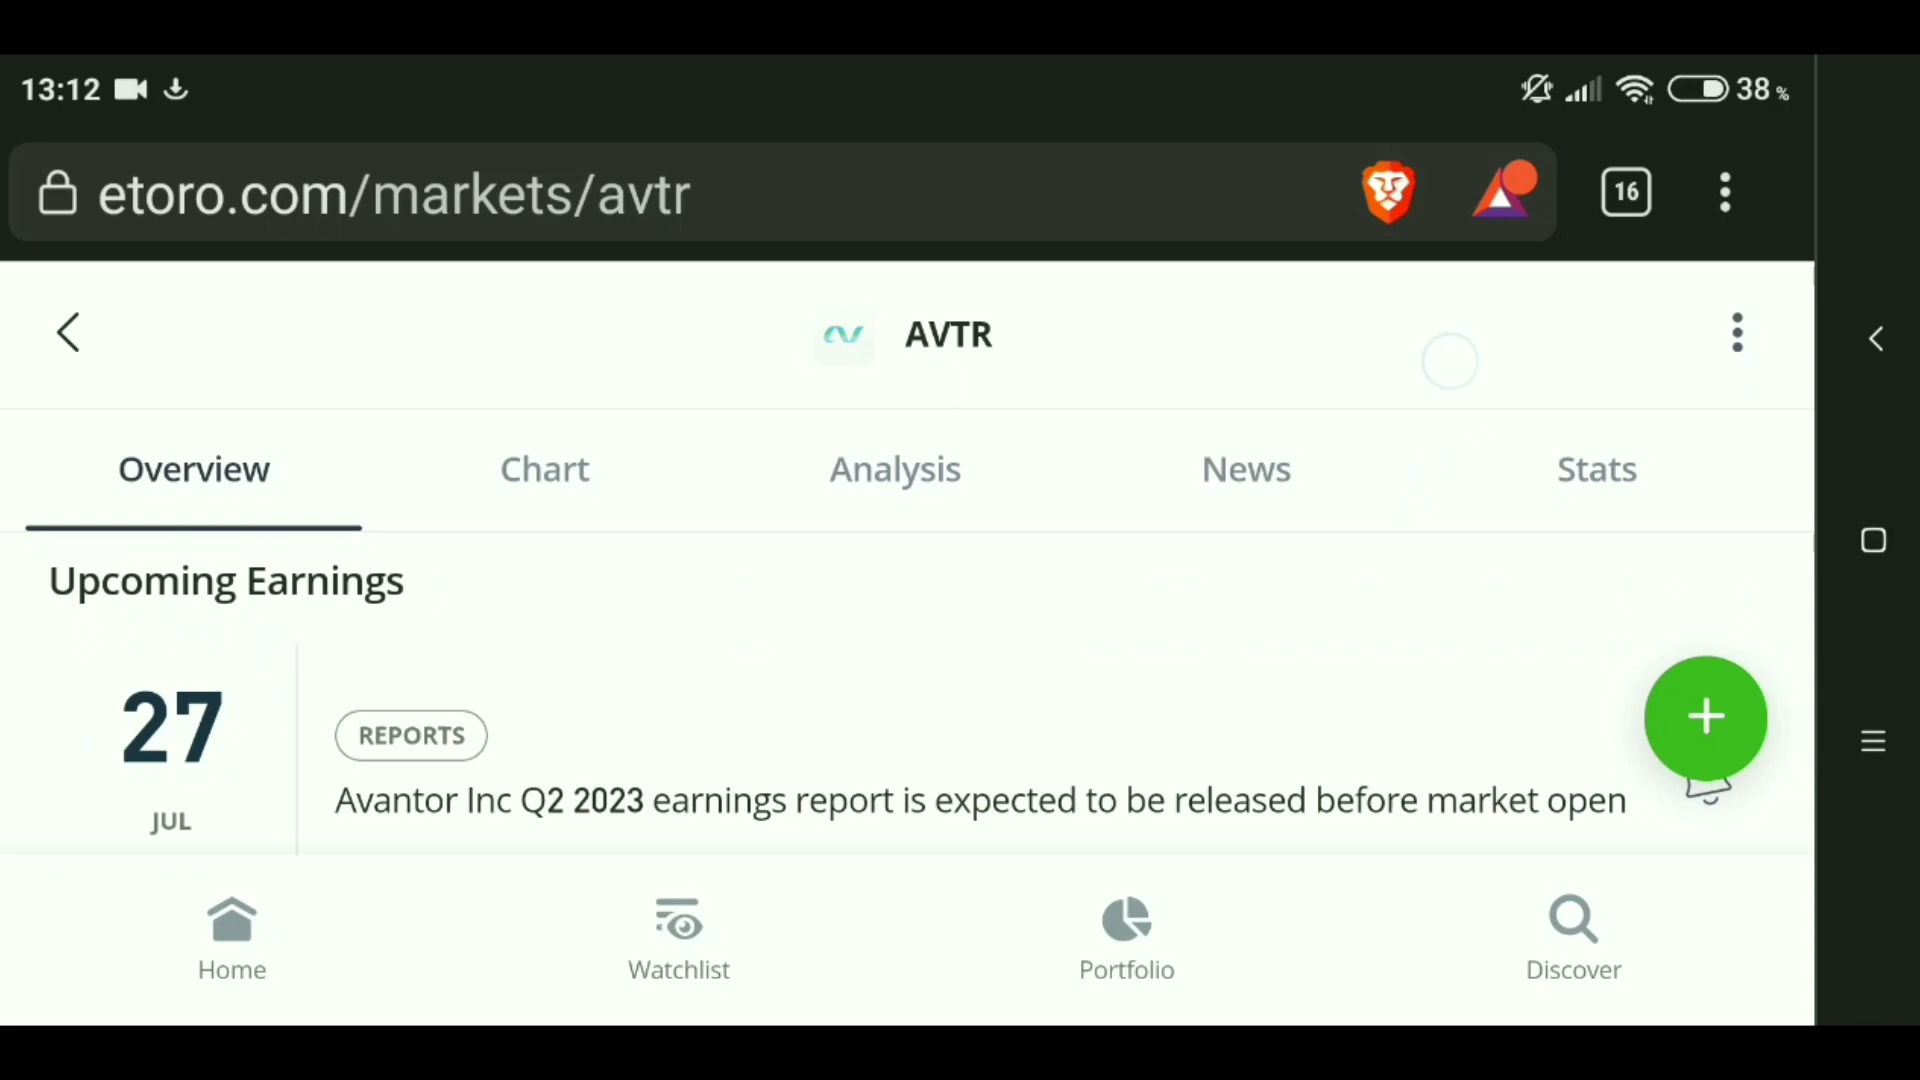 13:12
38 %
etoro.com/markets/avtr
16
AVTR
Overview
Chart
Analysis
News
Stats
Upcoming Earnings
27
JUL
REPORTS
Avantor Inc Q2 2023 earnings report is expected to be released before market open
Home
Watchlist
Portfolio
Discover